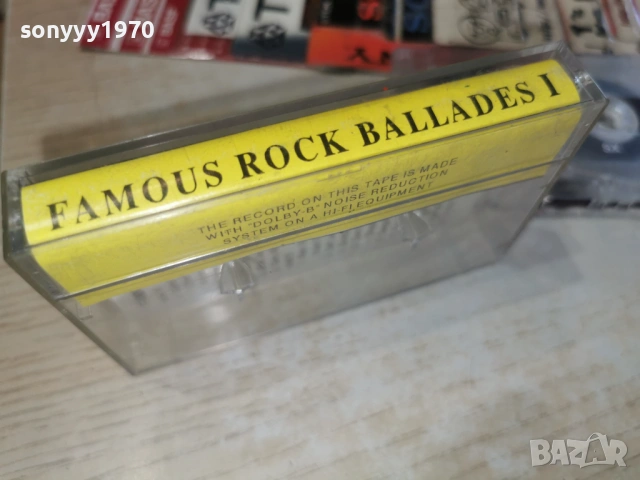 sonyyy1970
FAMOUS ROCK BALLADES I
THE RECORD ON THIS TAPE IS MADE
WITH "DOLBY-B" NOISE REDUCTION
SYSTEM ON A HI-FI EQUIPMENT
BAZAR